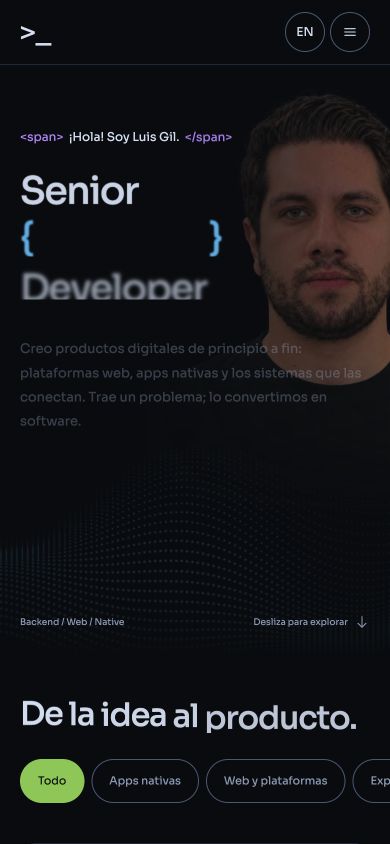 >_
EN
<span> ¡Hola! Soy Luis Gil. </span>
Senior
{ }
Developer
Creo productos digitales de principio a fin:
plataformas web, apps nativas y los sistemas que las
conectan. Trae un problema; lo convertimos en
software.
Backend / Web / Native
Desliza para explorar ↓
De la idea al producto.
Todo
Apps nativas
Web y plataformas
Exp